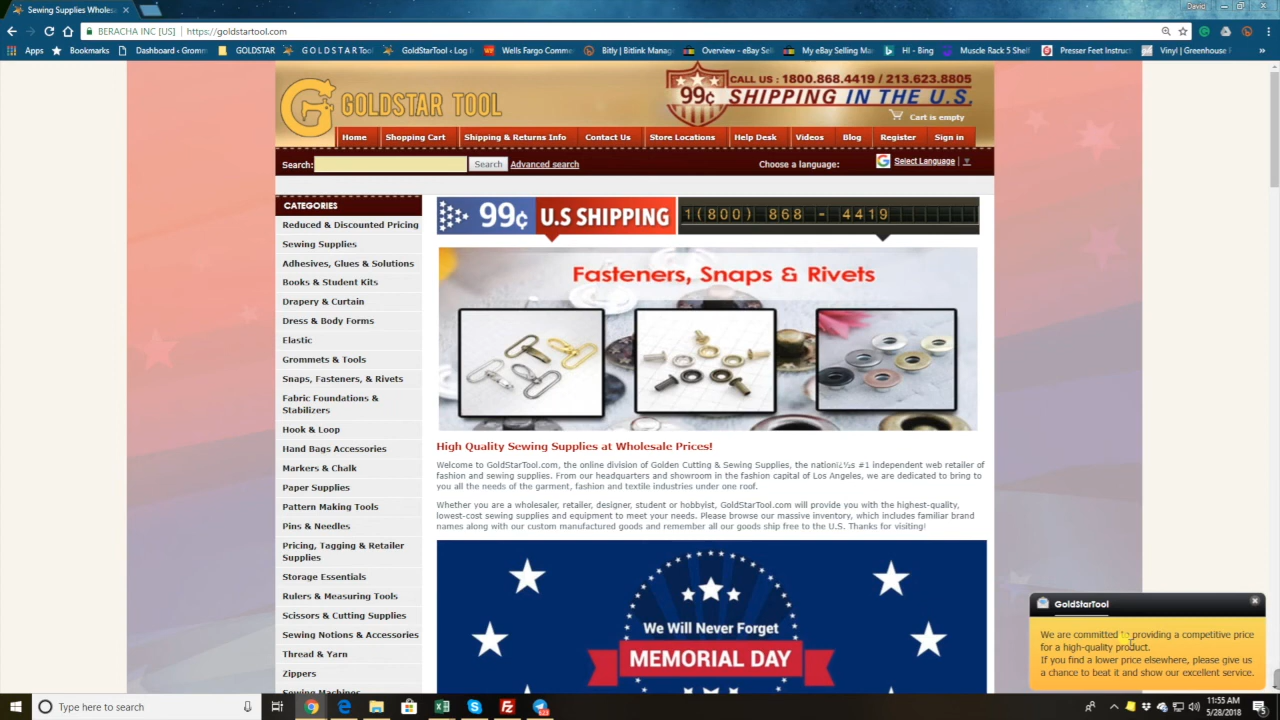 Sewing Supplies Wholes
David
BERACHA INC [US] | https://goldstartool.com
Apps
Bookmarks
Dashboard ‹ Gromm
GOLDSTAR
G O L D S T A R T O O L
GoldStarTool ‹ Log I
Wells Fargo Comme
Bitly | Bitlink Manag
Overview - eBay Sell
My eBay Selling Ma
HI - Bing
Muscle Rack 5 Shelf
Presser Feet Instruct
Vinyl | Greenhouse F
GOLDSTAR TOOL
CALL US : 1800.868.4419 / 213.623.8805
99¢ SHIPPING IN THE U.S.
Cart is empty
Home
Shopping Cart
Shipping & Returns Info
Contact Us
Store Locations
Help Desk
Videos
Blog
Register
Sign in
Search:
Search
Advanced search
Choose a language:
Select Language
CATEGORIES
Reduced & Discounted Pricing
Sewing Supplies
Adhesives, Glues & Solutions
Books & Student Kits
Drapery & Curtain
Dress & Body Forms
Elastic
Grommets & Tools
Snaps, Fasteners, & Rivets
Fabric Foundations &
Stabilizers
Hook & Loop
Hand Bags Accessories
Markers & Chalk
Paper Supplies
Pattern Making Tools
Pins & Needles
Pricing, Tagging & Retailer
Supplies
Storage Essentials
Rulers & Measuring Tools
Scissors & Cutting Supplies
Sewing Notions & Accessories
Thread & Yarn
Zippers
Sewing Machines
99¢ U.S SHIPPING
1(800) 868 - 4419
Fasteners, Snaps & Rivets
High Quality Sewing Supplies at Wholesale Prices!
Welcome to GoldStarTool.com, the online division of Golden Cutting & Sewing Supplies, the nationï¿½s #1 independent web retailer of
fashion and sewing supplies. From our headquarters and showroom in the fashion capital of Los Angeles, we are dedicated to bring to
you all the needs of the garment, fashion and textile industries under one roof.
Whether you are a wholesaler, retailer, designer, student or hobbyist, GoldStarTool.com will provide you with the highest-quality,
lowest-cost sewing supplies and equipment to meet your needs. Please browse our massive inventory, which includes familiar brand
names along with our custom manufactured goods and remember all our goods ship free to the U.S. Thanks for visiting!
We Will Never Forget
MEMORIAL DAY
GoldStarTool
We are committed to providing a competitive price
for a high-quality product.
If you find a lower price elsewhere, please give us
a chance to beat it and show our excellent service.
Type here to search
11:55 AM
5/28/2018